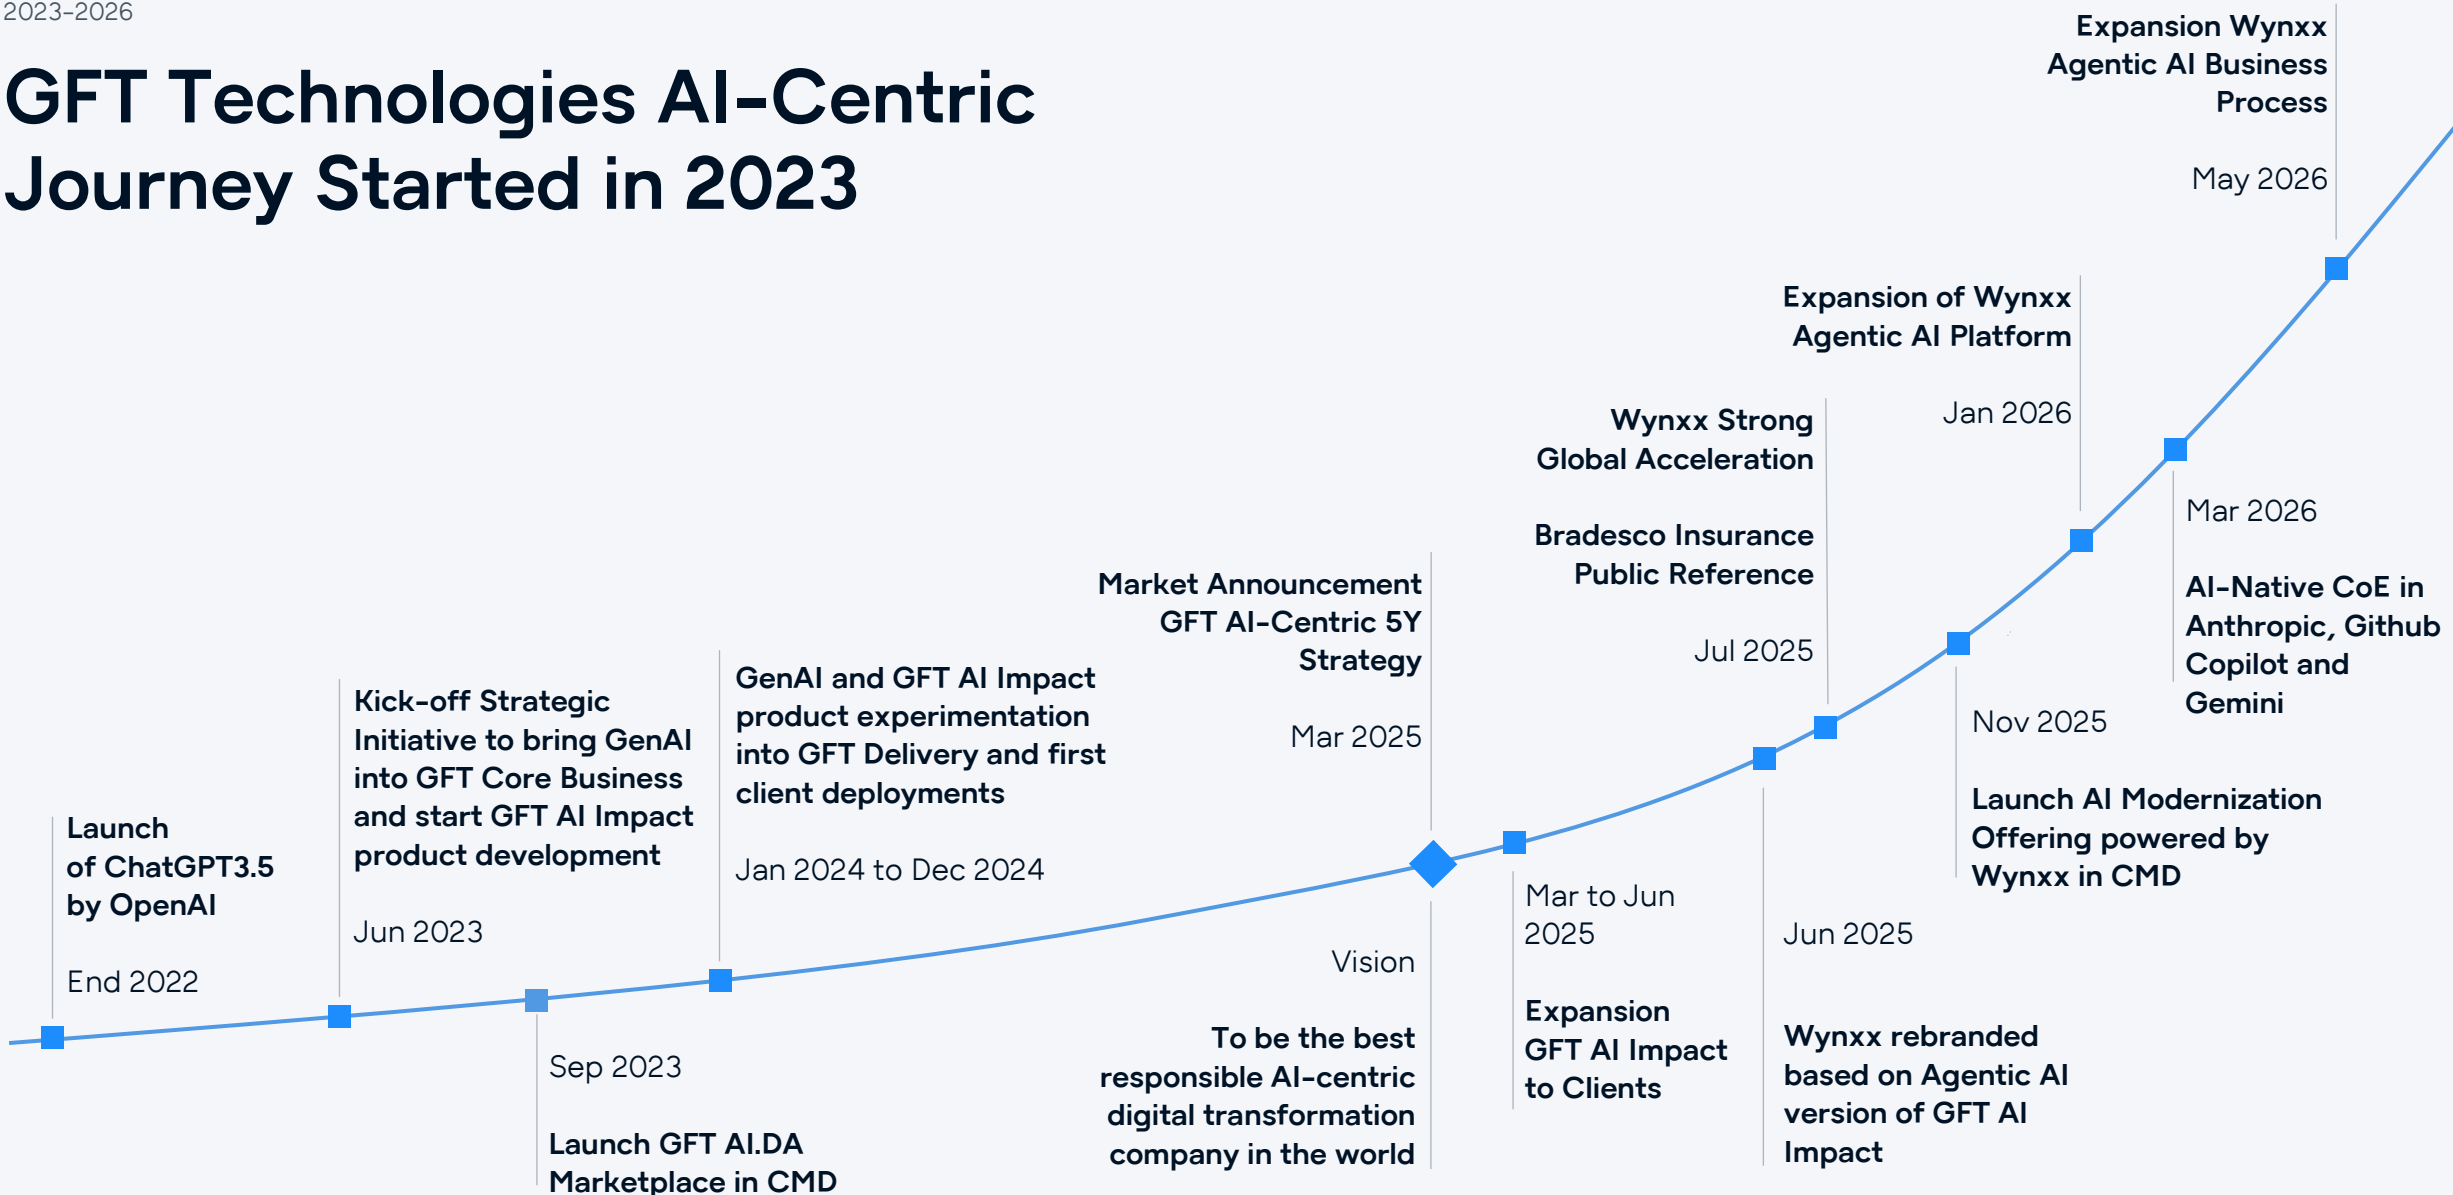 2023-2026
GFT Technologies AI-Centric
Journey Started in 2023
Launch
of ChatGPT3.5
by OpenAI
End 2022
Kick-off Strategic
Initiative to bring GenAI
into GFT Core Business
and start GFT AI Impact
product development
Jun 2023
Sep 2023
Launch GFT AI.DA
Marketplace in CMD
GenAI and GFT AI Impact
product experimentation
into GFT Delivery and first
client deployments
Jan 2024 to Dec 2024
Market Announcement
GFT AI-Centric 5Y
Strategy
Mar 2025
Vision
To be the best
responsible AI-centric
digital transformation
company in the world
Mar to Jun
2025
Expansion
GFT AI Impact
to Clients
Jun 2025
Wynxx rebranded
based on Agentic AI
version of GFT AI
Impact
Wynxx Strong
Global Acceleration
Bradesco Insurance
Public Reference
Jul 2025
Nov 2025
Launch AI Modernization
Offering powered by
Wynxx in CMD
Expansion of Wynxx
Agentic AI Platform
Jan 2026
Mar 2026
AI-Native CoE in
Anthropic, Github
Copilot and
Gemini
Expansion Wynxx
Agentic AI Business
Process
May 2026